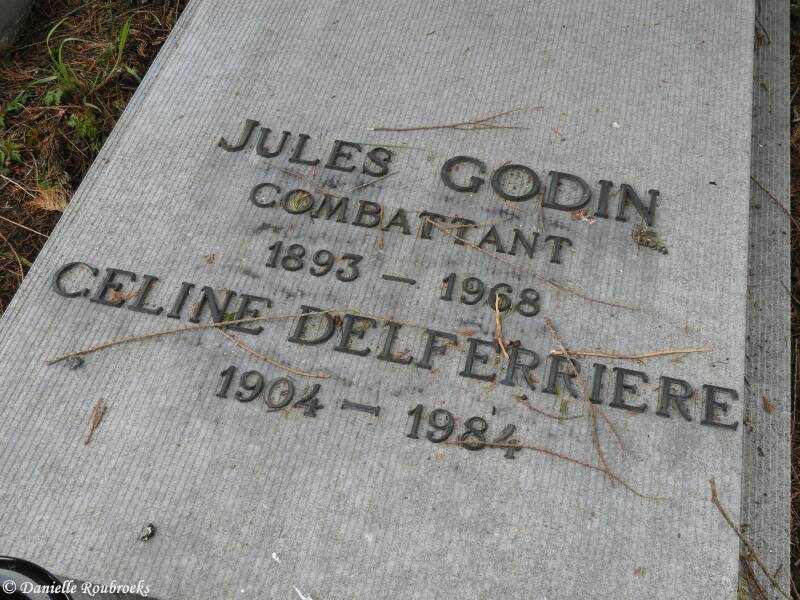 JULES GODIN
COMBATTANT
1893 - 1968
CELINE DELFERRIERE
1904 - 1984
© Danielle Roubroeks